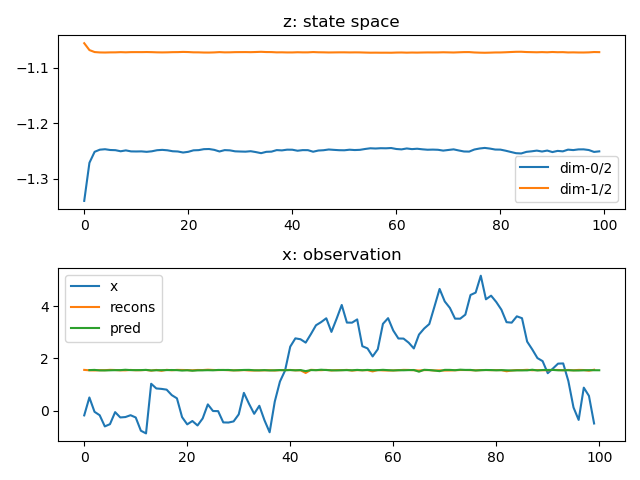 z: state space
−1.1
−1.2
−1.3
dim-0/2
dim-1/2
0
20
40
60
80
100
x: observation
x
recons
pred
4
2
0
0
20
40
60
80
100